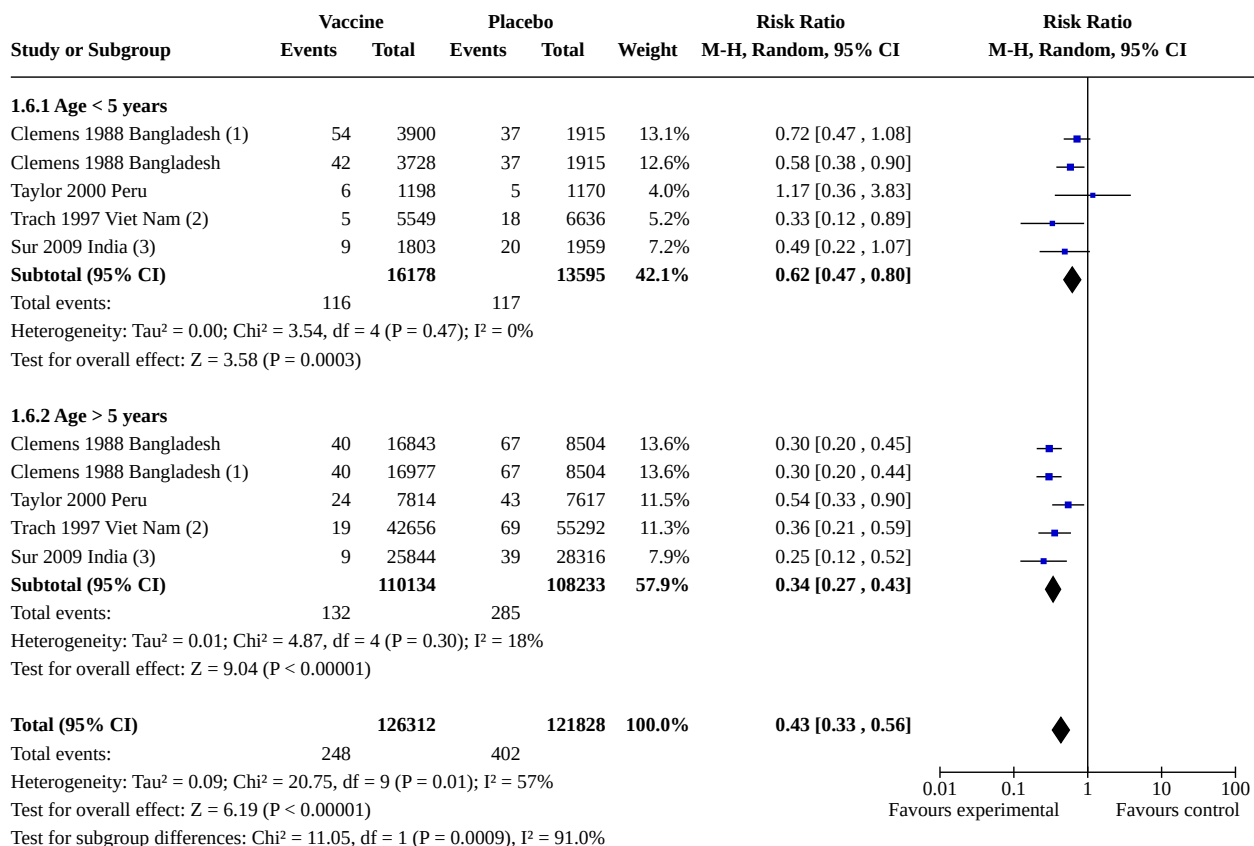 Vaccine Placebo Risk Ratio Risk Ratio
Study or Subgroup Events Total Events Total Weight M-H, Random, 95% CI M-H, Random, 95% CI
1.6.1 Age < 5 years
Clemens 1988 Bangladesh (1) 54 3900 37 1915 13.1% 0.72 [0.47 , 1.08]
Clemens 1988 Bangladesh 42 3728 37 1915 12.6% 0.58 [0.38 , 0.90]
Taylor 2000 Peru 6 1198 5 1170 4.0% 1.17 [0.36 , 3.83]
Trach 1997 Viet Nam (2) 5 5549 18 6636 5.2% 0.33 [0.12 , 0.89]
Sur 2009 India (3) 9 1803 20 1959 7.2% 0.49 [0.22 , 1.07]
Subtotal (95% CI) 16178 13595 42.1% 0.62 [0.47 , 0.80]
Total events: 116 117
Heterogeneity: Tau² = 0.00; Chi² = 3.54, df = 4 (P = 0.47); I² = 0%
Test for overall effect: Z = 3.58 (P = 0.0003)
1.6.2 Age > 5 years
Clemens 1988 Bangladesh 40 16843 67 8504 13.6% 0.30 [0.20 , 0.45]
Clemens 1988 Bangladesh (1) 40 16977 67 8504 13.6% 0.30 [0.20 , 0.44]
Taylor 2000 Peru 24 7814 43 7617 11.5% 0.54 [0.33 , 0.90]
Trach 1997 Viet Nam (2) 19 42656 69 55292 11.3% 0.36 [0.21 , 0.59]
Sur 2009 India (3) 9 25844 39 28316 7.9% 0.25 [0.12 , 0.52]
Subtotal (95% CI) 110134 108233 57.9% 0.34 [0.27 , 0.43]
Total events: 132 285
Heterogeneity: Tau² = 0.01; Chi² = 4.87, df = 4 (P = 0.30); I² = 18%
Test for overall effect: Z = 9.04 (P < 0.00001)
Total (95% CI) 126312 121828 100.0% 0.43 [0.33 , 0.56]
Total events: 248 402
Heterogeneity: Tau² = 0.09; Chi² = 20.75, df = 9 (P = 0.01); I² = 57%
0.01 0.1 1 10 100
Test for overall effect: Z = 6.19 (P < 0.00001)
Favours experimental Favours control
Test for subgroup differences: Chi² = 11.05, df = 1 (P = 0.0009), I² = 91.0%